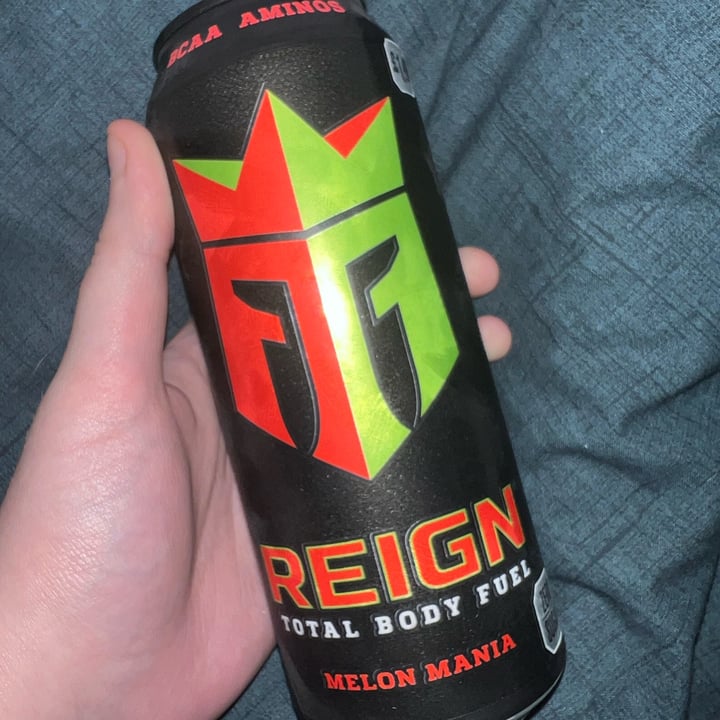 BCAA AMINOS
REIGN
TOTAL BODY FUEL
MELON MANIA